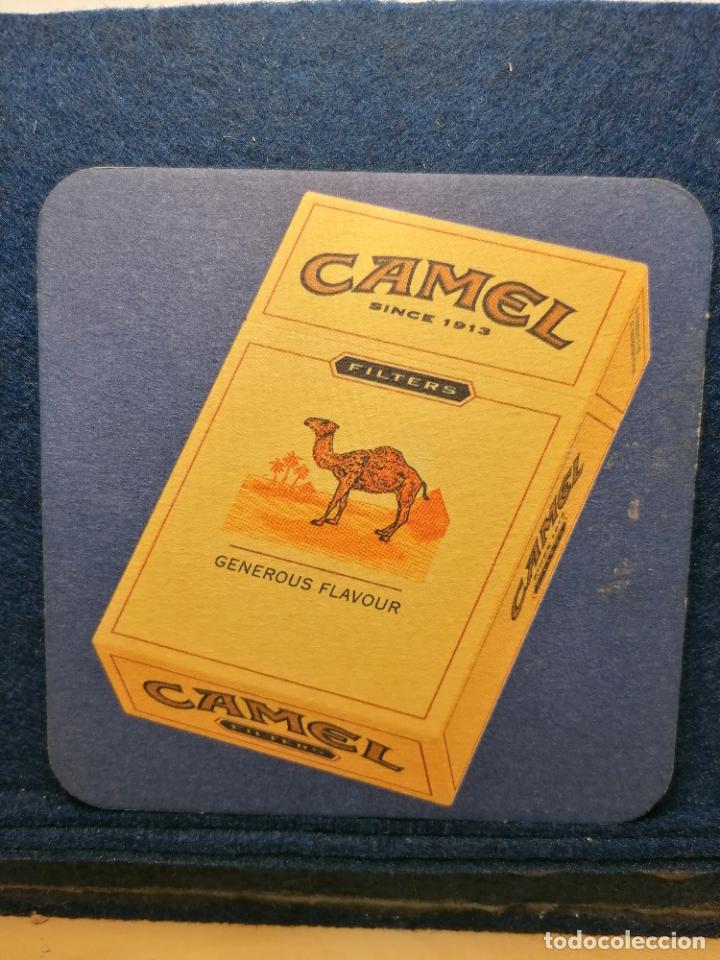 CAMEL
SINCE 1913
FILTERS
GENEROUS FLAVOUR
CAMEL
CAMEL
FILTERS
todocoleccion